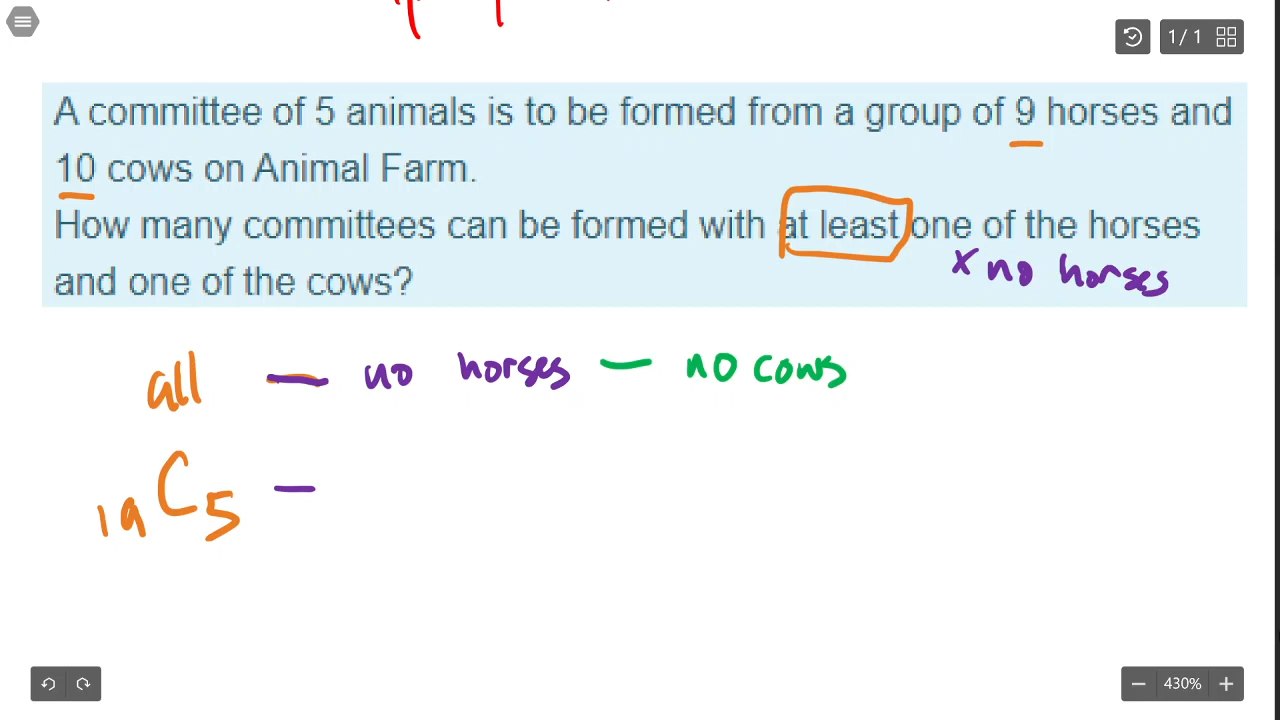 1 / 1
A committee of 5 animals is to be formed from a group of 9 horses and
10 cows on Animal Farm.
How many committees can be formed with at least one of the horses
and one of the cows?
x no horses
all — no horses — no cows
19 C 5 —
430%